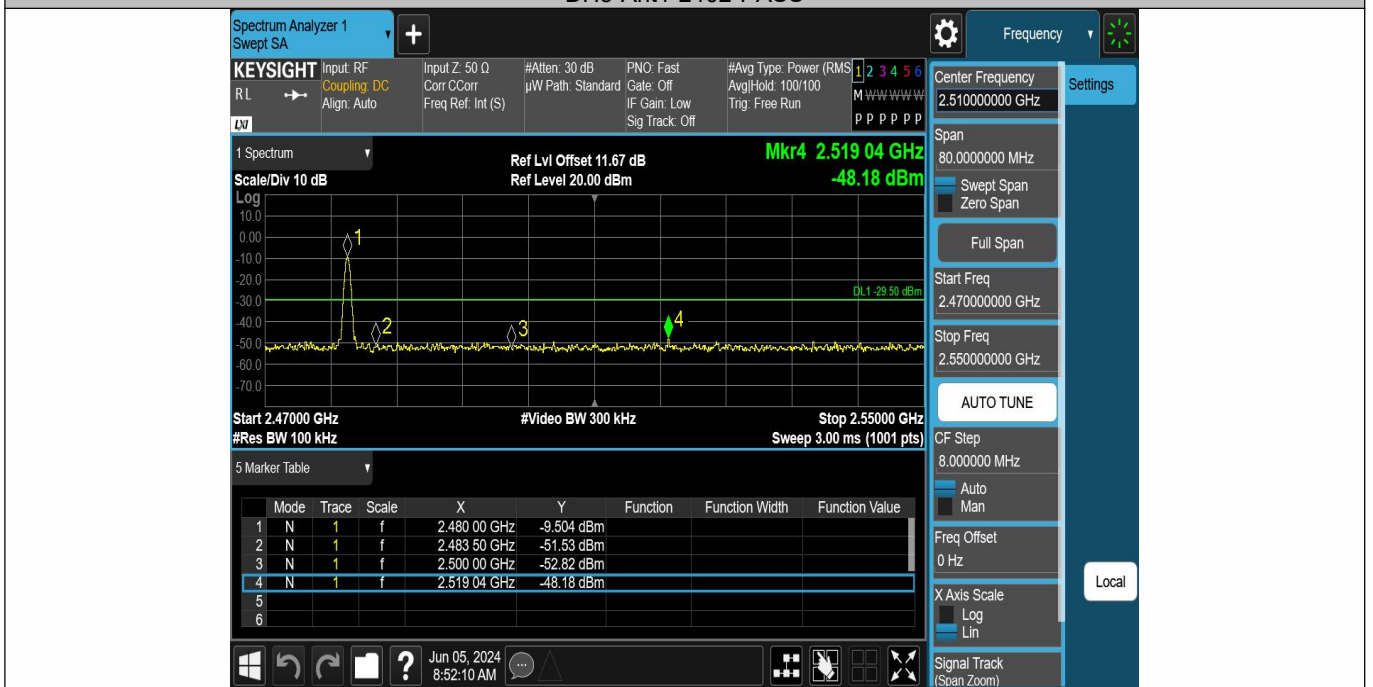 Spectrum Analyzer 1
Swept SA
+
Frequency
KEYSIGHT
RL
LXI
Input: RF
Coupling: DC
Align: Auto
Input Z: 50 Ω
Corr CCorr
Freq Ref: Int (S)
#Atten: 30 dB
µW Path: Standard
PNO: Fast
Gate: Off
IF Gain: Low
Sig Track: Off
#Avg Type: Power (RMS
Avg|Hold: 100/100
Trig: Free Run
1 2 3 4 5 6
M W W W W W
P P P P P P
1 Spectrum
Scale/Div 10 dB
Ref Lvl Offset 11.67 dB
Ref Level 20.00 dBm
Mkr4 2.519 04 GHz
-48.18 dBm
Log
10.0
0.00
-10.0
-20.0
-30.0
-40.0
-50.0
-60.0
-70.0
1
2
3
4
DL1 -29.50 dBm
Start 2.47000 GHz
#Video BW 300 kHz
Stop 2.55000 GHz
#Res BW 100 kHz
Sweep 3.00 ms (1001 pts)
5 Marker Table
Mode Trace Scale X Y Function Function Width Function Value
1 N 1 f 2.480 00 GHz -9.504 dBm
2 N 1 f 2.483 50 GHz -51.53 dBm
3 N 1 f 2.500 00 GHz -52.82 dBm
4 N 1 f 2.519 04 GHz -48.18 dBm
5
6
?
Jun 05, 2024
8:52:10 AM
Center Frequency
2.510000000 GHz
Settings
Span
80.0000000 MHz
Swept Span
Zero Span
Full Span
Start Freq
2.470000000 GHz
Stop Freq
2.550000000 GHz
AUTO TUNE
CF Step
8.000000 MHz
Auto
Man
Freq Offset
0 Hz
X Axis Scale
Log
Lin
Local
Signal Track
(Span Zoom)